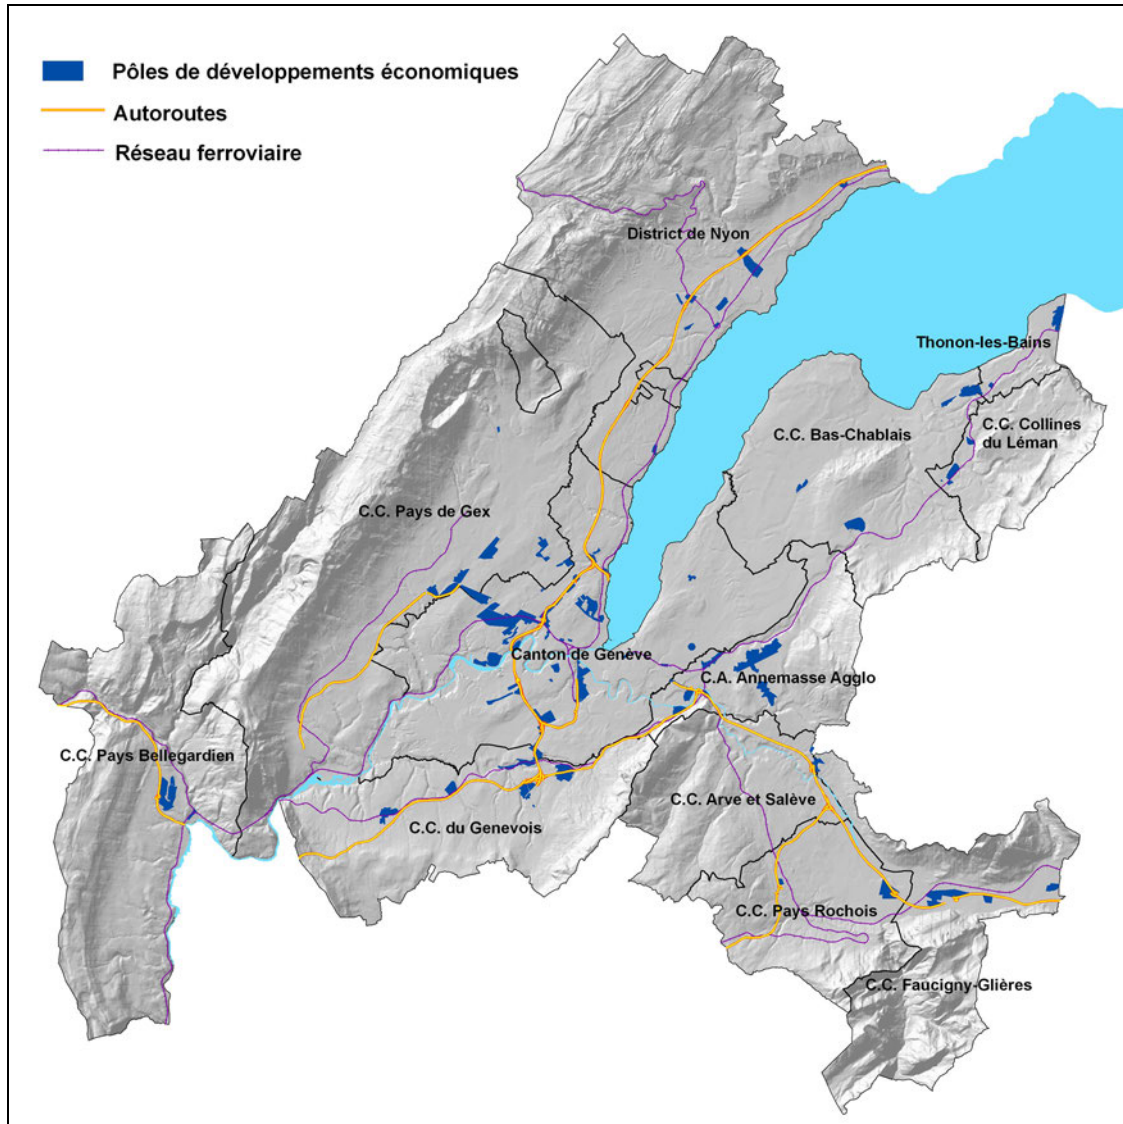 Pôles de développements économiques
Autoroutes
Réseau ferroviaire
District de Nyon
Thonon-les-Bains
C.C. Collines
du Léman
C.C. Bas-Chablais
C.C. Pays de Gex
Canton de Genève
C.A. Annemasse Agglo
C.C. Pays Bellegardien
C.C. Arve et Salève
C.C. du Genevois
C.C. Pays Rochois
C.C. Faucigny-Glières